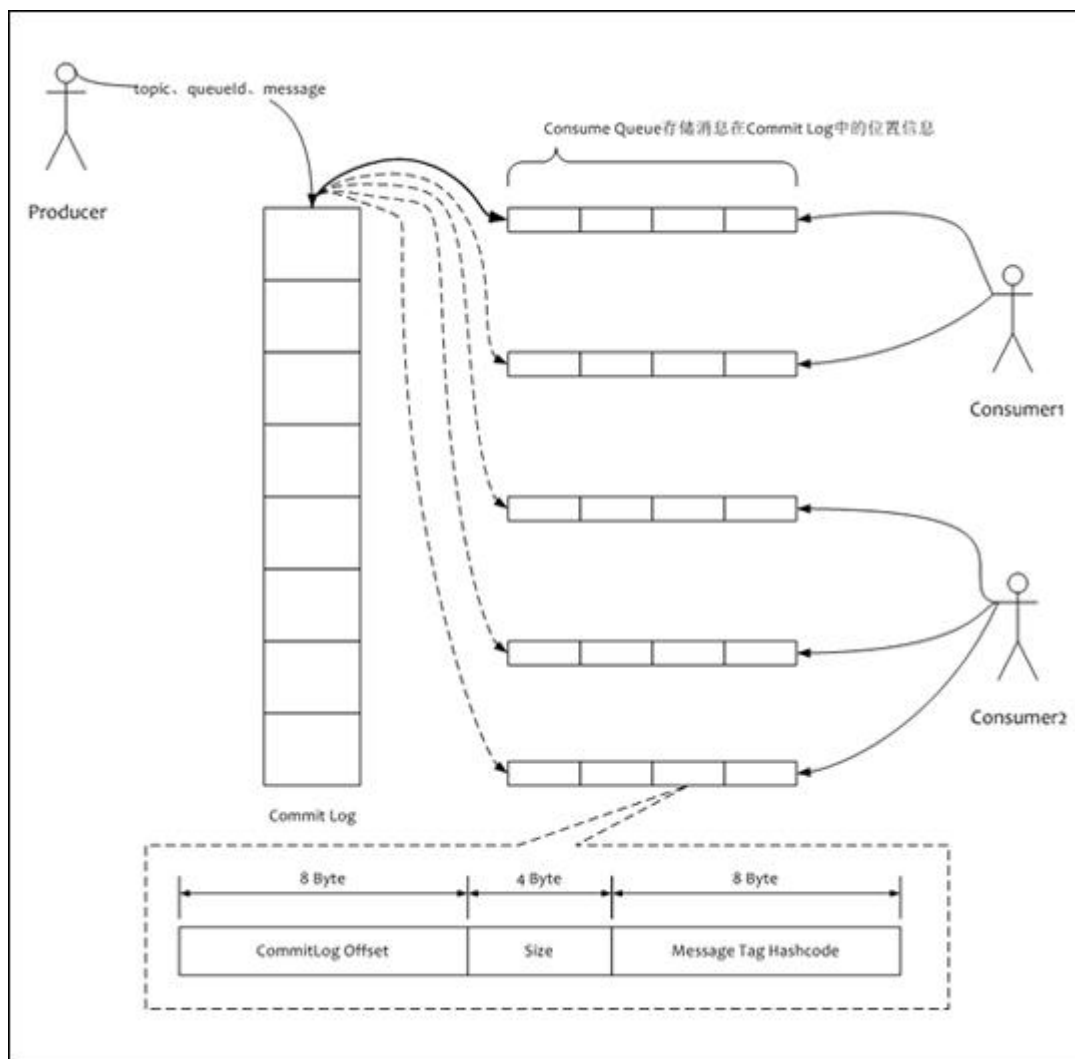 topic、queueId、message
Consume Queue存储消息在Commit Log中的位置信息
Producer
Consumer1
Consumer2
Commit Log
8 Byte
4 Byte
8 Byte
CommitLog Offset
Size
Message Tag Hashcode